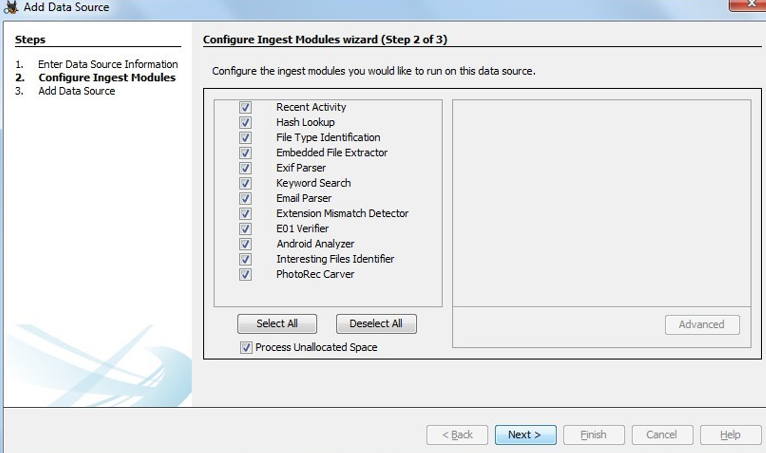 Add Data Source
Steps
1. Enter Data Source Information
2. Configure Ingest Modules
3. Add Data Source
Configure Ingest Modules wizard (Step 2 of 3)
Configure the ingest modules you would like to run on this data source.
Recent Activity
Hash Lookup
File Type Identification
Embedded File Extractor
Exif Parser
Keyword Search
Email Parser
Extension Mismatch Detector
E01 Verifier
Android Analyzer
Interesting Files Identifier
PhotoRec Carver
Select All Deselect All
Process Unallocated Space
Advanced
< Back Next > Finish Cancel Help